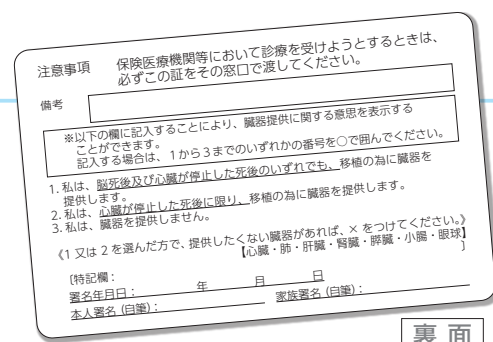 注意事項　保険医療機関等において診療を受けようとするときは、
必ずこの証をその窓口で渡してください。
備考
※以下の欄に記入することにより、臓器提供に関する意思を表示する
ことができます。
記入する場合は、1から3までのいずれかの番号を○で囲んでください。
1. 私は、脳死後及び心臓が停止した死後のいずれでも、移植の為に臓器を
提供します。
2. 私は、心臓が停止した死後に限り、移植の為に臓器を提供します。
3. 私は、臓器を提供しません。
《1 又は 2 を選んだ方で、提供したくない臓器があれば、× をつけてください。》
【心臓・肺・肝臓・腎臓・膵臓・小腸・眼球】
[特記欄：　]
署名年月日：　年　月　日
本人署名（自筆）：　家族署名（自筆）：
裏 面